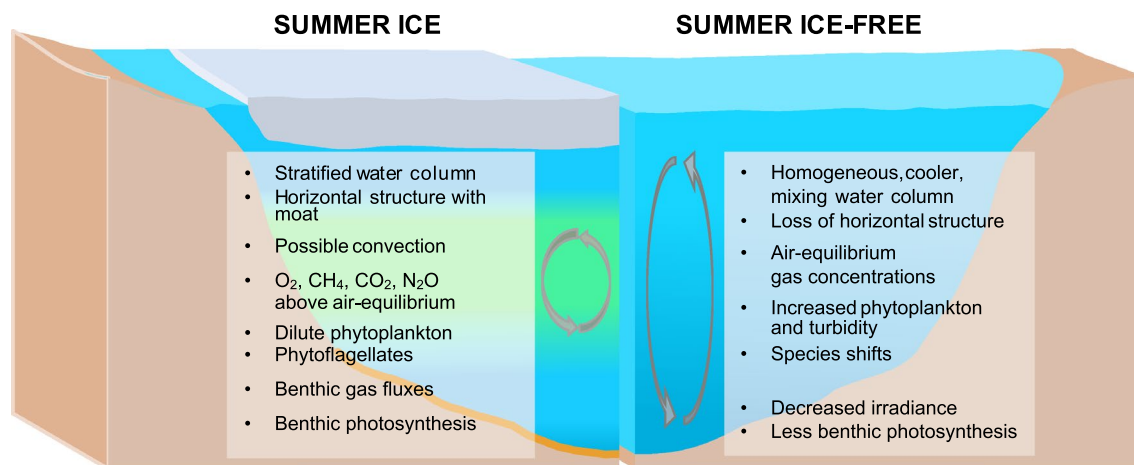 SUMMER ICE
• Stratified water column
• Horizontal structure with
moat
• Possible convection
• O₂, CH₄, CO₂, N₂O
above air-equilibrium
• Dilute phytoplankton
• Phytoflagellates
• Benthic gas fluxes
• Benthic photosynthesis
SUMMER ICE-FREE
• Homogeneous, cooler,
mixing water column
• Loss of horizontal structure
• Air-equilibrium
gas concentrations
• Increased phytoplankton
and turbidity
• Species shifts
• Decreased irradiance
• Less benthic photosynthesis